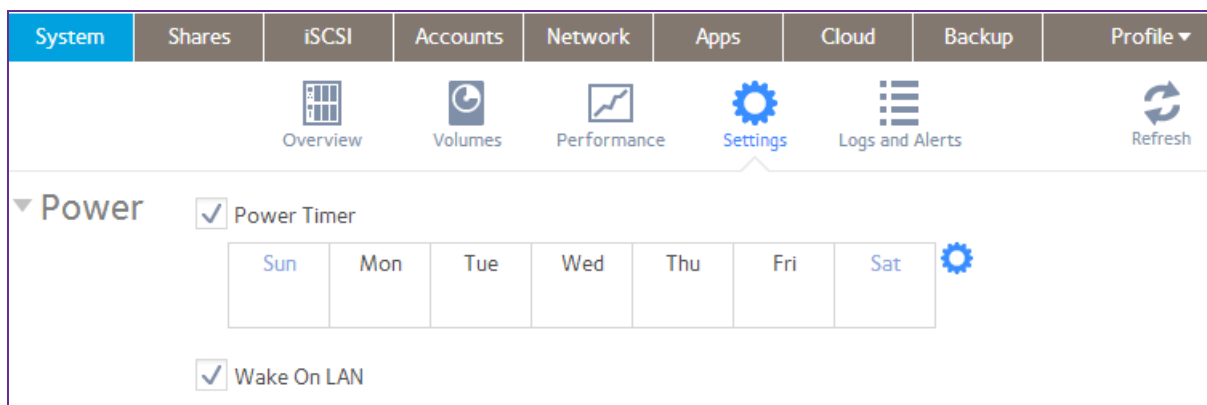 System Shares iSCSI Accounts Network Apps Cloud Backup Profile
Overview Volumes Performance Settings Logs and Alerts Refresh
Power
Power Timer
Sun Mon Tue Wed Thu Fri Sat
Wake On LAN